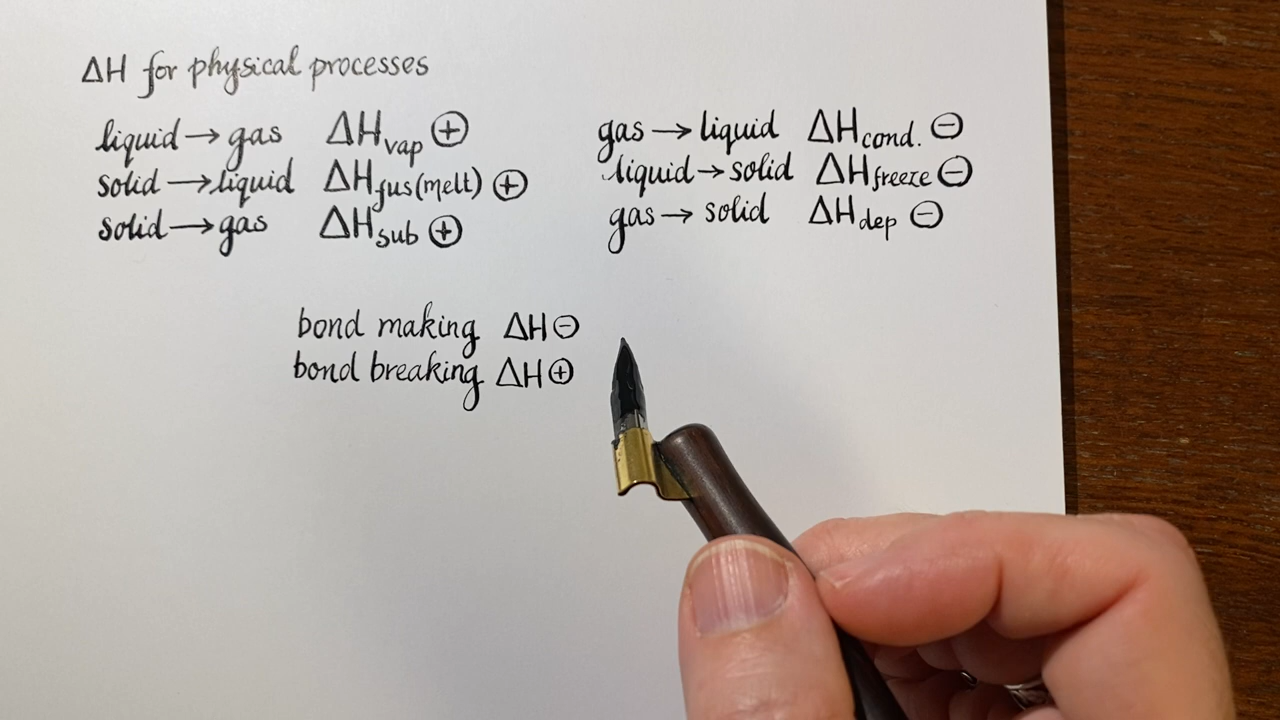 ΔH for physical processes
liquid → gas ΔHvap ⊕
solid → liquid ΔHfus(melt) ⊕
solid → gas ΔHsub ⊕
gas → liquid ΔHcond. ⊖
liquid → solid ΔHfreeze ⊖
gas → solid ΔHdep ⊖
bond making ΔH ⊖
bond breaking ΔH ⊕